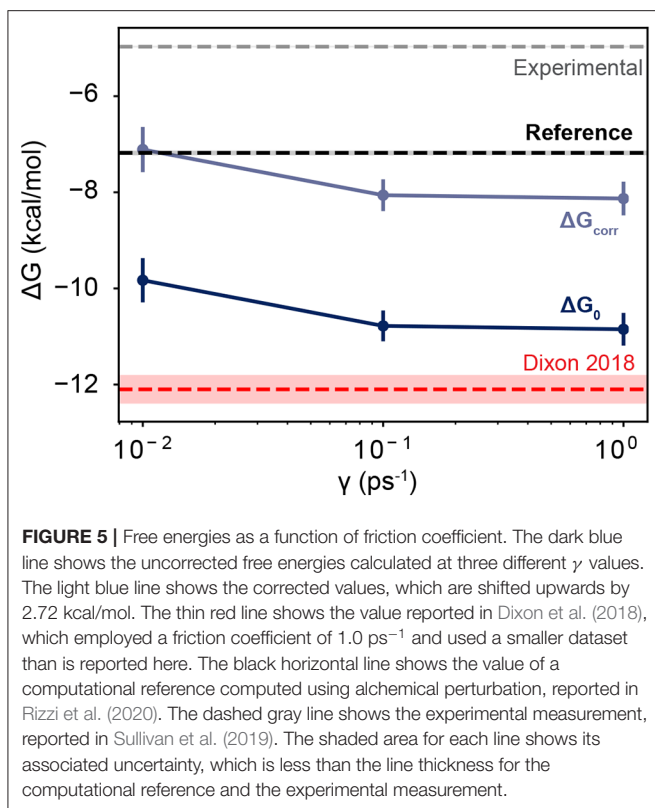 Experimental
−6
Reference
−8
ΔG_corr
ΔG (kcal/mol)
−10
ΔG_0
Dixon 2018
−12
10^−2
10^−1
10^0
γ (ps^-1)
FIGURE 5 | Free energies as a function of friction coefficient. The dark blue
line shows the uncorrected free energies calculated at three different γ values.
The light blue line shows the corrected values, which are shifted upwards by
2.72 kcal/mol. The thin red line shows the value reported in Dixon et al. (2018),
which employed a friction coefficient of 1.0 ps^−1 and used a smaller dataset
than is reported here. The black horizontal line shows the value of a
computational reference computed using alchemical perturbation, reported in
Rizzi et al. (2020). The dashed gray line shows the experimental measurement,
reported in Sullivan et al. (2019). The shaded area for each line shows its
associated uncertainty, which is less than the line thickness for the
computational reference and the experimental measurement.